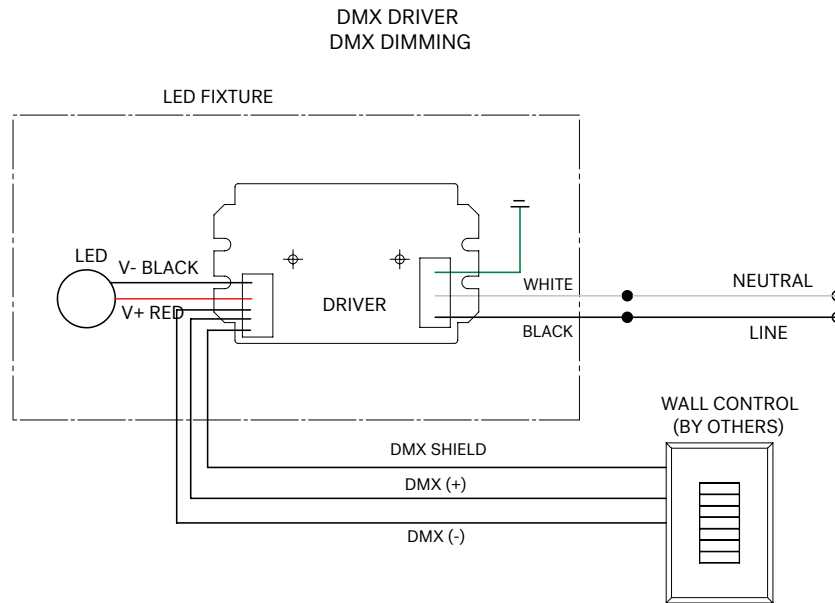 DMX DRIVER
DMX DIMMING
LED FIXTURE
LED
V- BLACK
V+ RED
DRIVER
WHITE
BLACK
NEUTRAL
LINE
WALL CONTROL
(BY OTHERS)
DMX SHIELD
DMX (+)
DMX (-)